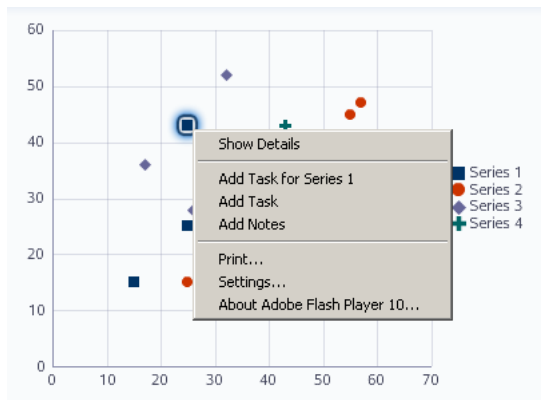 60
50
40
30
20
10
0
Show Details
Add Task for Series 1
Add Task
Add Notes
Print...
Settings...
About Adobe Flash Player 10...
Series 1
Series 2
Series 3
Series 4
0 10 20 30 40 50 60 70